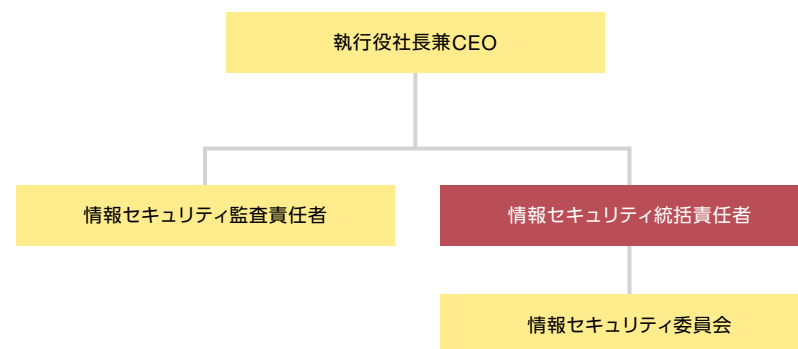 執行役社長兼CEO
情報セキュリティ監査責任者
情報セキュリティ統括責任者
情報セキュリティ委員会